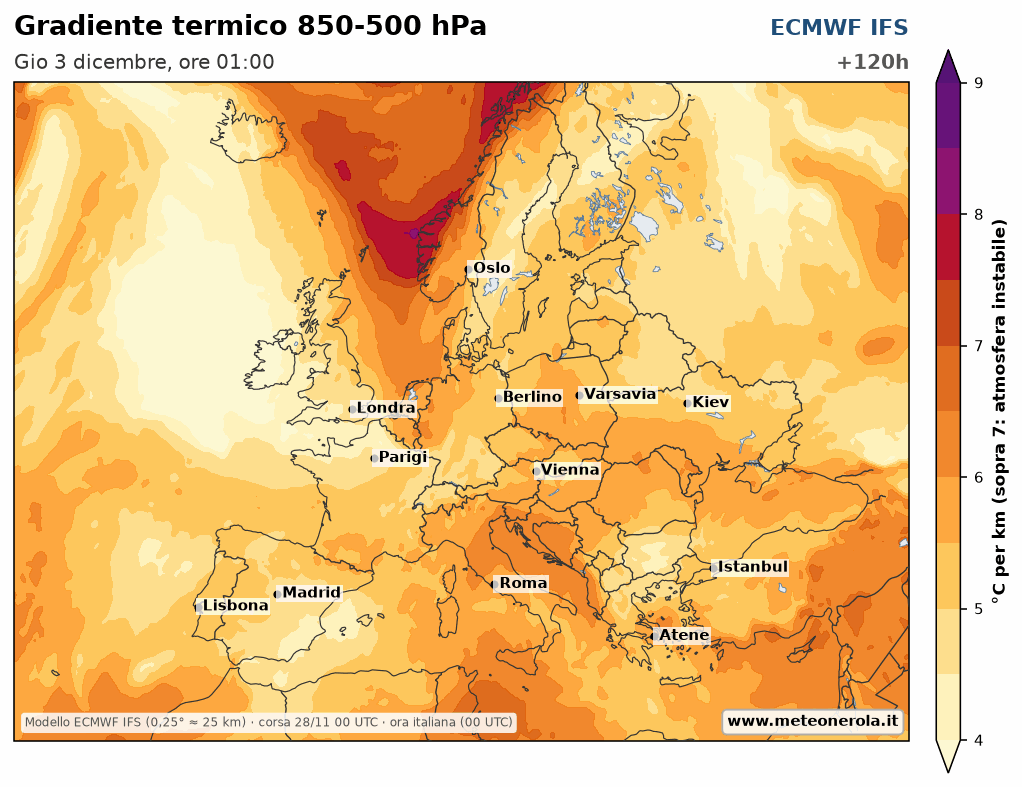 Gradiente termico 850-500 hPa
ECMWF IFS
Gio 3 dicembre, ore 01:00
+120h
9
8
7
6
5
4
°C per km (sopra 7: atmosfera instabile)
Oslo
Berlino
Varsavia
Kiev
Londra
Parigi
Vienna
Istanbul
Roma
Madrid
Lisbona
Atene
Modello ECMWF IFS (0,25° ≈ 25 km) · corsa 28/11 00 UTC · ora italiana (00 UTC)
www.meteonerola.it